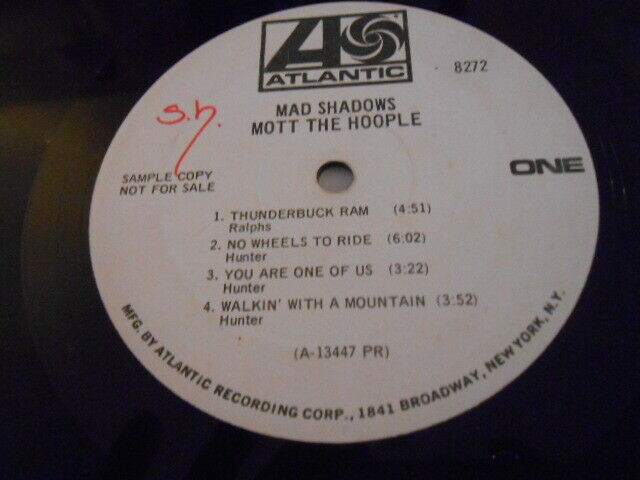 ATLANTIC
8272
MAD SHADOWS
MOTT THE HOOPLE
s.h.
SAMPLE COPY
NOT FOR SALE
ONE
1. THUNDERBUCK RAM (4:51)
Ralphs
2. NO WHEELS TO RIDE (6:02)
Hunter
3. YOU ARE ONE OF US (3:22)
Hunter
4. WALKIN' WITH A MOUNTAIN (3:52)
Hunter
(A-13447 PR)
MFG. BY ATLANTIC RECORDING CORP., 1841 BROADWAY, NEW YORK, N.Y.